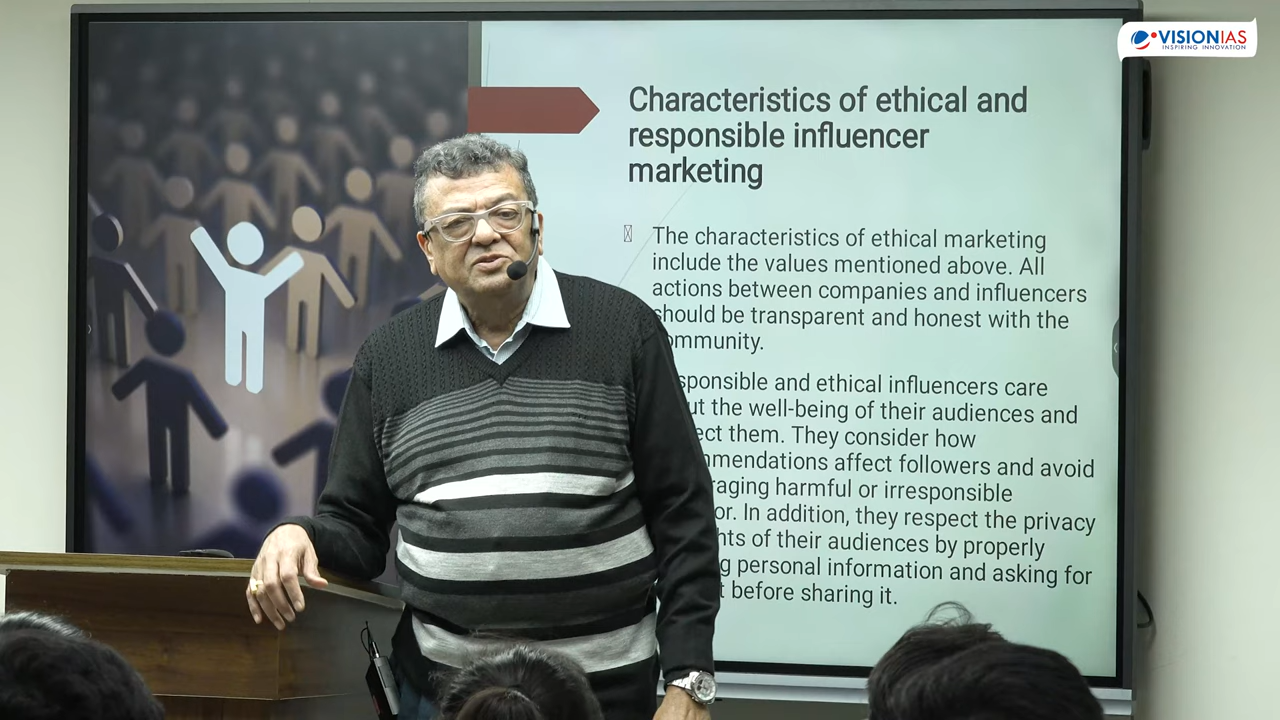 VISIONIAS
INSPIRING INNOVATION
Characteristics of ethical and
responsible influencer
marketing
The characteristics of ethical marketing
include the values mentioned above. All
actions between companies and influencers
should be transparent and honest with the
ommunity.
sponsible and ethical influencers care
ut the well-being of their audiences and
ect them. They consider how
mmendations affect followers and avoid
raging harmful or irresponsible
or. In addition, they respect the privacy
hts of their audiences by properly
g personal information and asking for
t before sharing it.